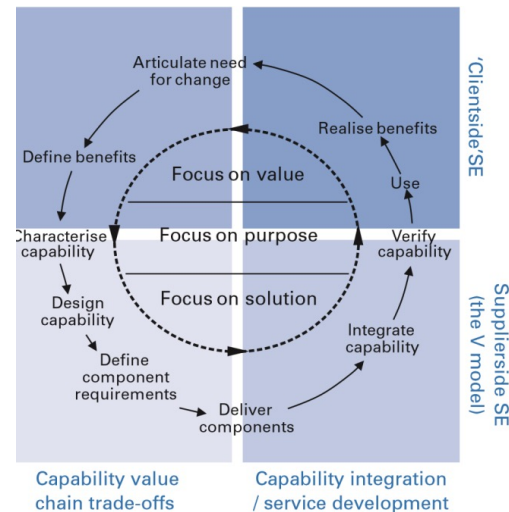 Articulate need
for change
Define benefits
Characterise
capability
Design
capability
Define
component
requirements
Deliver
components
Integrate
capability
Verify
capability
Use
Realise benefits
Focus on value
Focus on purpose
Focus on solution
'Clientside'SE
Supplierside SE
(the V model)
Capability value
chain trade-offs
Capability integration
/ service development